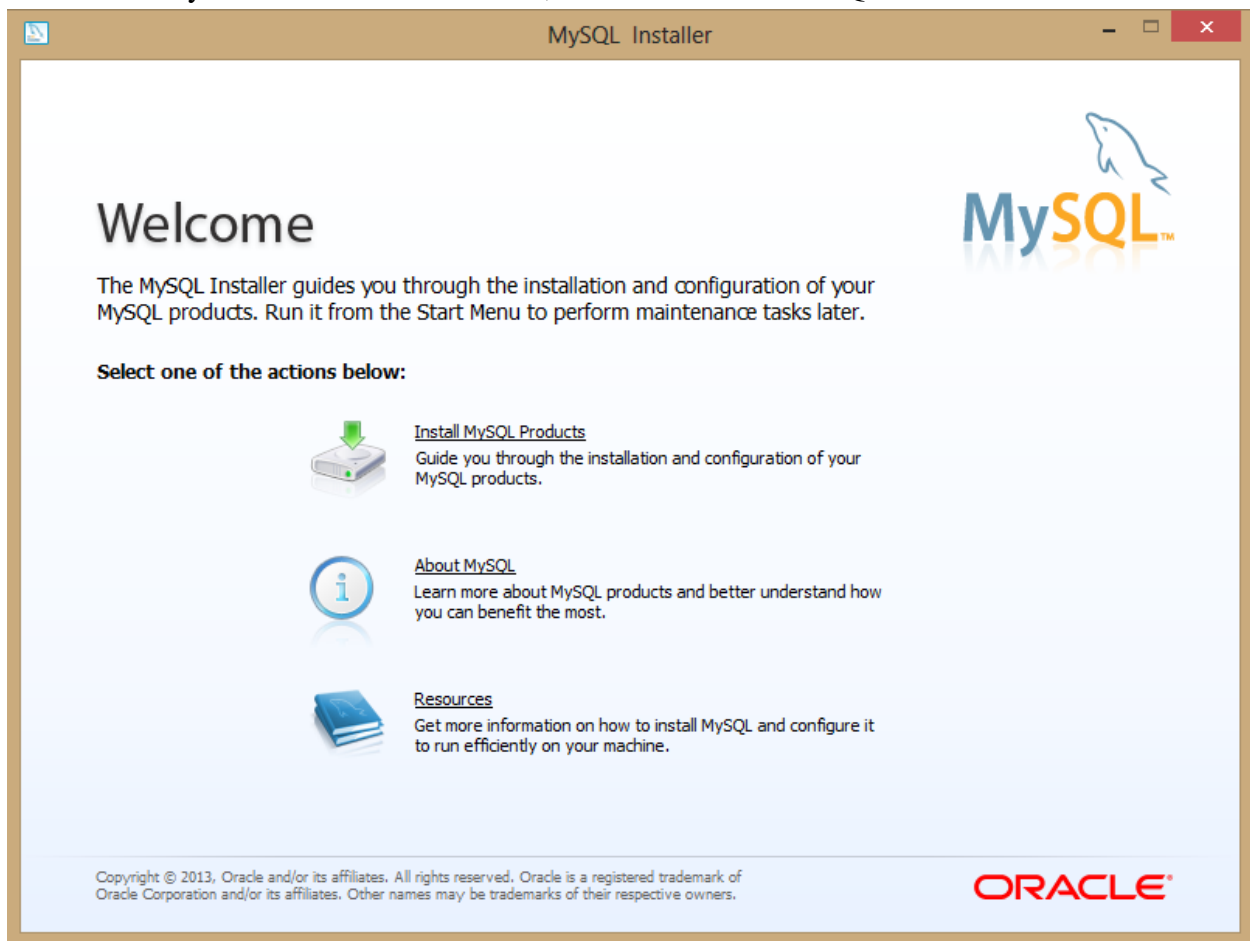 MySQL Installer
MySQL™
Welcome
The MySQL Installer guides you through the installation and configuration of your
MySQL products. Run it from the Start Menu to perform maintenance tasks later.
Select one of the actions below:
Install MySQL Products
Guide you through the installation and configuration of your
MySQL products.
About MySQL
Learn more about MySQL products and better understand how
you can benefit the most.
Resources
Get more information on how to install MySQL and configure it
to run efficiently on your machine.
Copyright © 2013, Oracle and/or its affiliates. All rights reserved. Oracle is a registered trademark of
Oracle Corporation and/or its affiliates. Other names may be trademarks of their respective owners.
ORACLE®